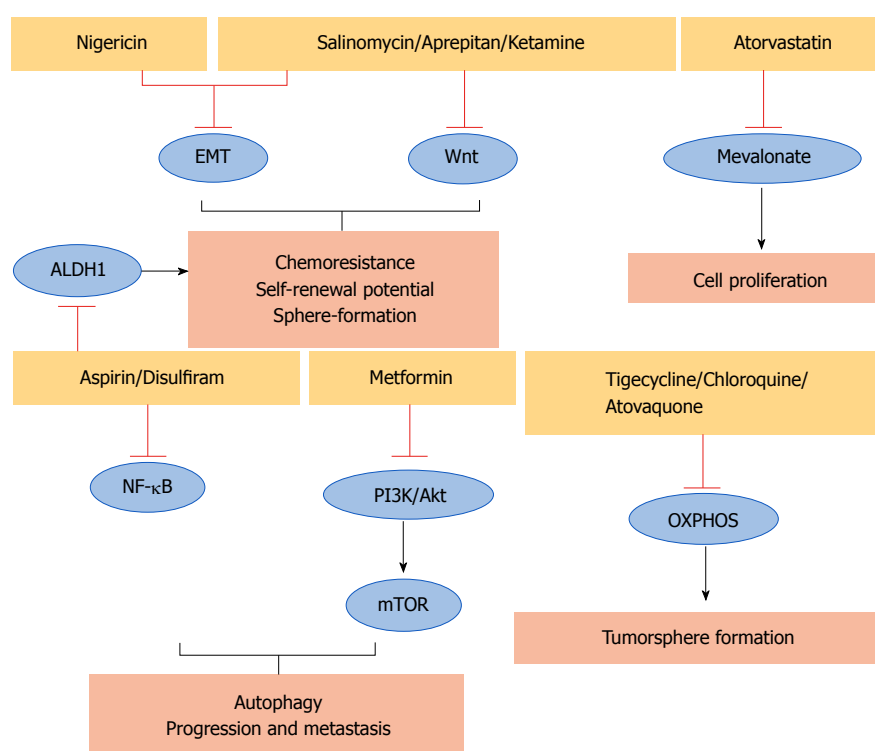 Nigericin
Salinomycin/Aprepitan/Ketamine
Atorvastatin
EMT
Wnt
Mevalonate
ALDH1
Chemoresistance
Self-renewal potential
Sphere-formation
Cell proliferation
Aspirin/Disulfiram
Metformin
Tigecycline/Chloroquine/
Atovaquone
NF-κB
PI3K/Akt
OXPHOS
mTOR
Tumorsphere formation
Autophagy
Progression and metastasis